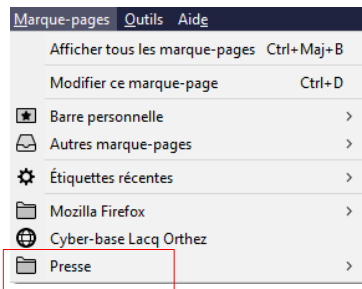 Marque-pages Outils Aide
Afficher tous les marque-pages Ctrl+Maj+B
Modifier ce marque-page Ctrl+D
Barre personnelle
Autres marque-pages
Étiquettes récentes
Mozilla Firefox
Cyber-base Lacq Orthez
Presse